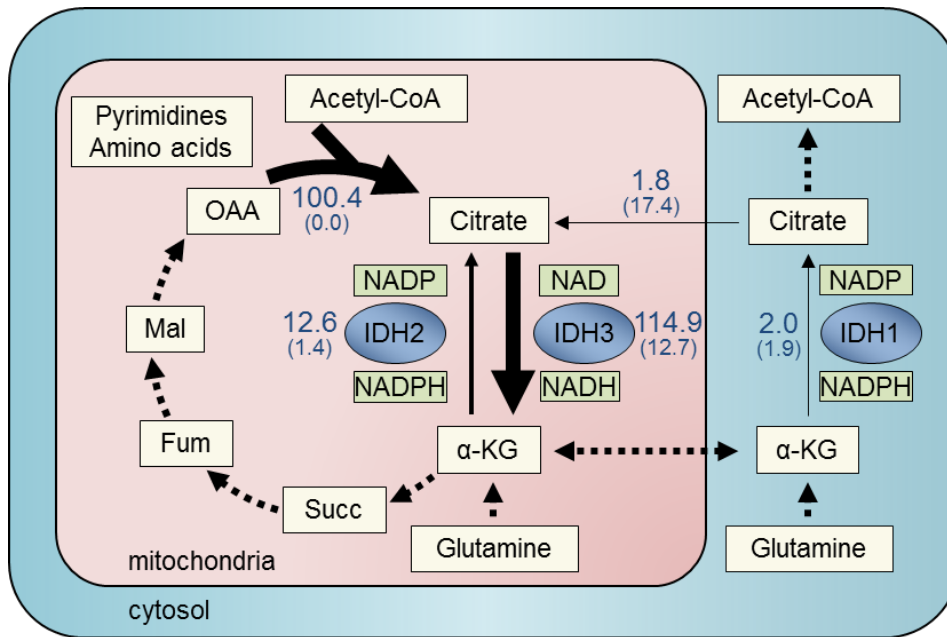 Acetyl-CoA
Acetyl-CoA
Pyrimidines
Amino acids
OAA
100.4
(0.0)
Citrate
1.8
(17.4)
Citrate
NADP
NAD
NADP
Mal
12.6
(1.4)
IDH2
IDH3
114.9
(12.7)
2.0
(1.9)
IDH1
NADPH
NADH
NADPH
Fum
α-KG
α-KG
Succ
Glutamine
Glutamine
mitochondria
cytosol